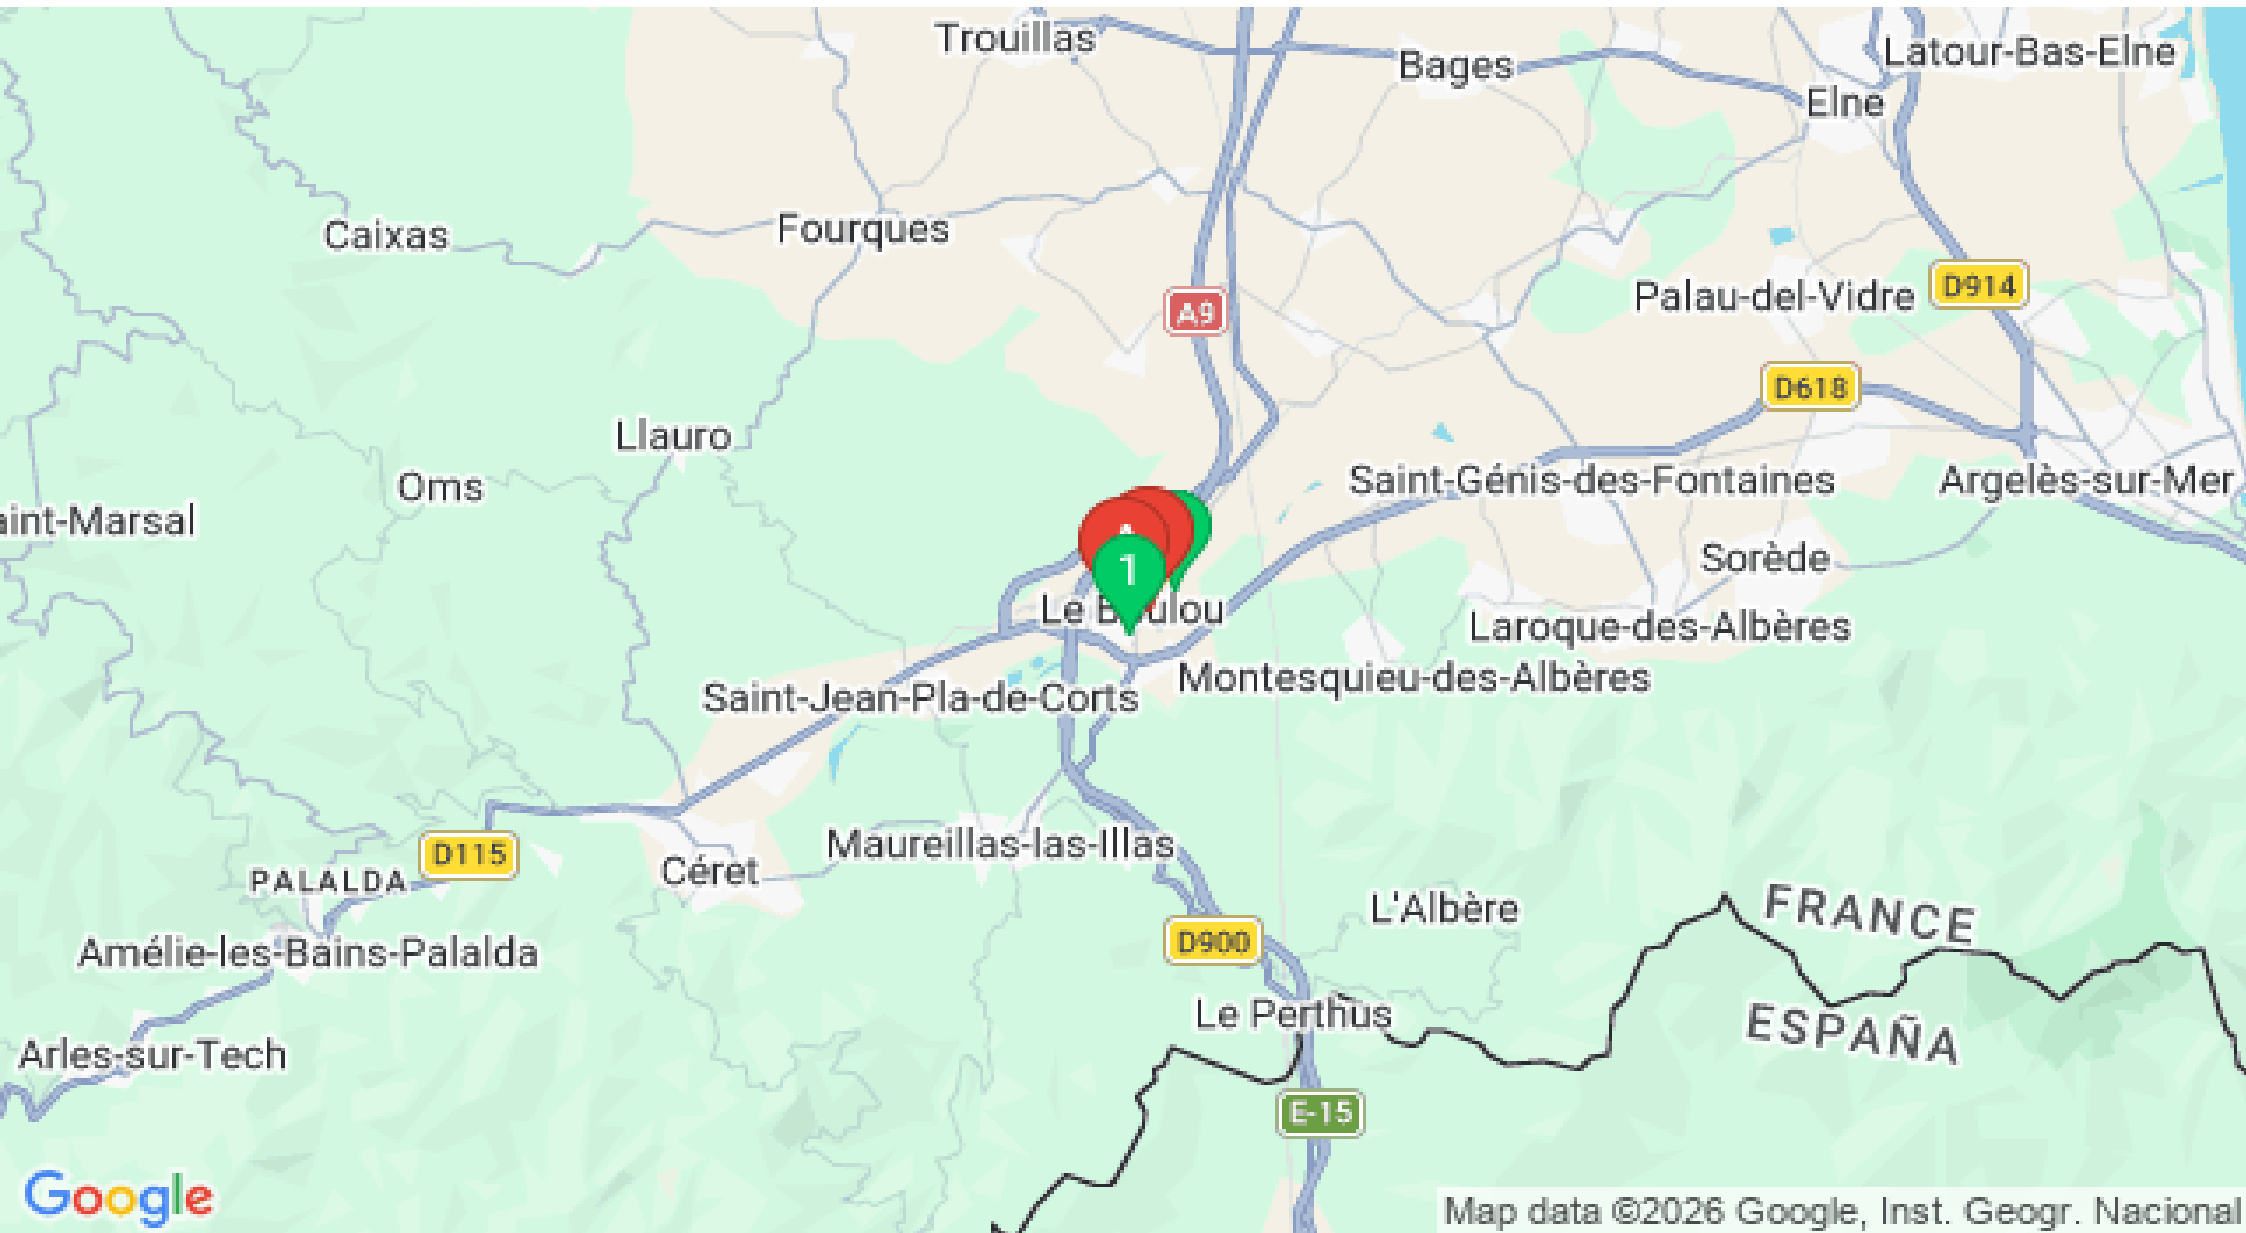 Trouillas
Bages
Latour-Bas-Elne
Elne
Caixas
Fourques
A9
Palau-del-Vidre
D914
D618
Llauro
Oms
Saint-Génis-des-Fontaines
Argelès-sur-Mer
aint-Marsal
1
Sorède
Le Boulou
Laroque-des-Albères
Montesquieu-des-Albères
Saint-Jean-Pla-de-Corts
Maureillas-las-Illas
D115
Céret
PALALDA
L'Albère
FRANCE
D900
Amélie-les-Bains-Palalda
Le Perthus
ESPAÑA
Arles-sur-Tech
E-15
Google
Map data ©2026 Google, Inst. Geogr. Nacional